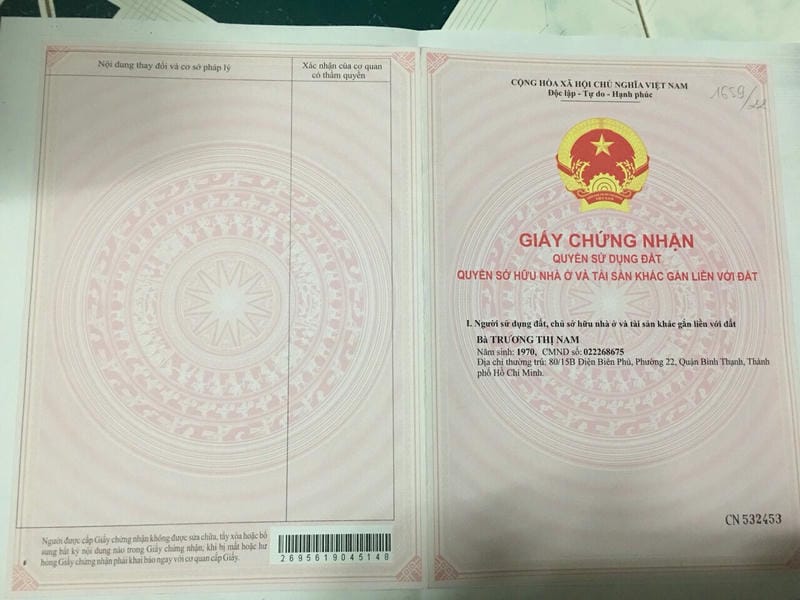 Nội dung thay đổi và cơ sở pháp lý
Xác nhận của cơ quan
có thẩm quyền
Người được cấp Giấy chứng nhận không được sửa chữa, tẩy xóa hoặc bổ
sung bất kỳ nội dung nào trong Giấy chứng nhận; khi bị mất hoặc hư
hỏng Giấy chứng nhận phải khai báo ngay với cơ quan cấp Giấy.
2695619045148
CỘNG HÒA XÃ HỘI CHỦ NGHĨA VIỆT NAM
Độc lập - Tự do - Hạnh phúc
1659
GIẤY CHỨNG NHẬN
QUYỀN SỬ DỤNG ĐẤT
QUYỀN SỞ HỮU NHÀ Ở VÀ TÀI SẢN KHÁC GẮN LIỀN VỚI ĐẤT
I. Người sử dụng đất, chủ sở hữu nhà ở và tài sản khác gắn liền với đất
Bà TRƯƠNG THỊ NAM
Năm sinh: 1970, CMND số: 022268675
Địa chỉ thường trú: 80/15B Điện Biên Phủ, Phường 22, Quận Bình Thạnh, Thành
phố Hồ Chí Minh.
CN 532453